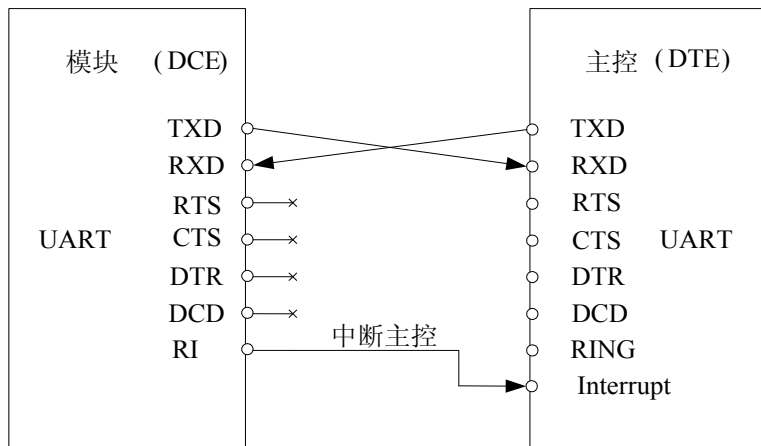 模块 (DCE)
TXD
RXD
RTS
UART
CTS
DTR
DCD
RI
中断主控
主控 (DTE)
TXD
RXD
RTS
CTS
UART
DTR
DCD
RING
Interrupt